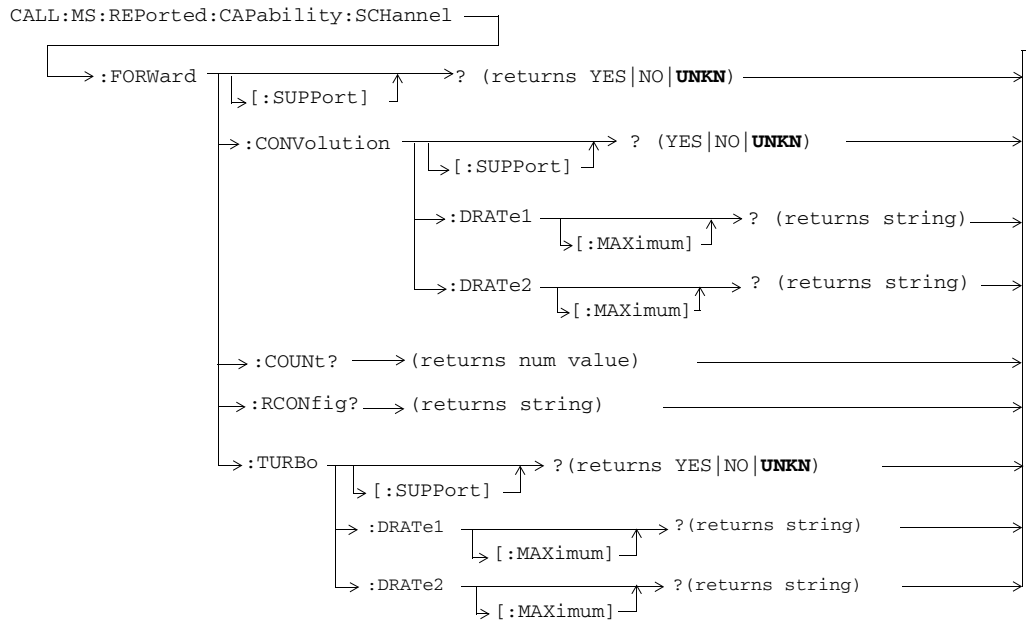 CALL:MS:REPorted:CAPability:SCHannel
:FORWard ? (returns YES|NO|UNKN)
[:SUPPort]
:CONVolution ? (YES|NO|UNKN)
[:SUPPort]
:DRATe1 ? (returns string)
[:MAXimum]
:DRATe2 ? (returns string)
[:MAXimum]
:COUNt? (returns num value)
:RCONfig? (returns string)
:TURBo ?(returns YES|NO|UNKN)
[:SUPPort]
:DRATe1 ?(returns string)
[:MAXimum]
:DRATe2 ?(returns string)
[:MAXimum]